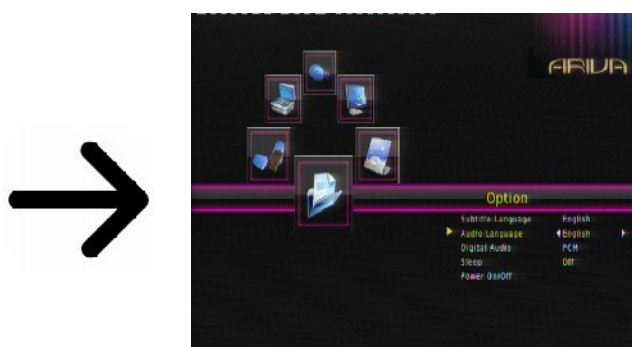 ARIVA
Option
Subtitle Language English
Audio Language English
Digital Audio PCM
Sleep Off
Power On/Off